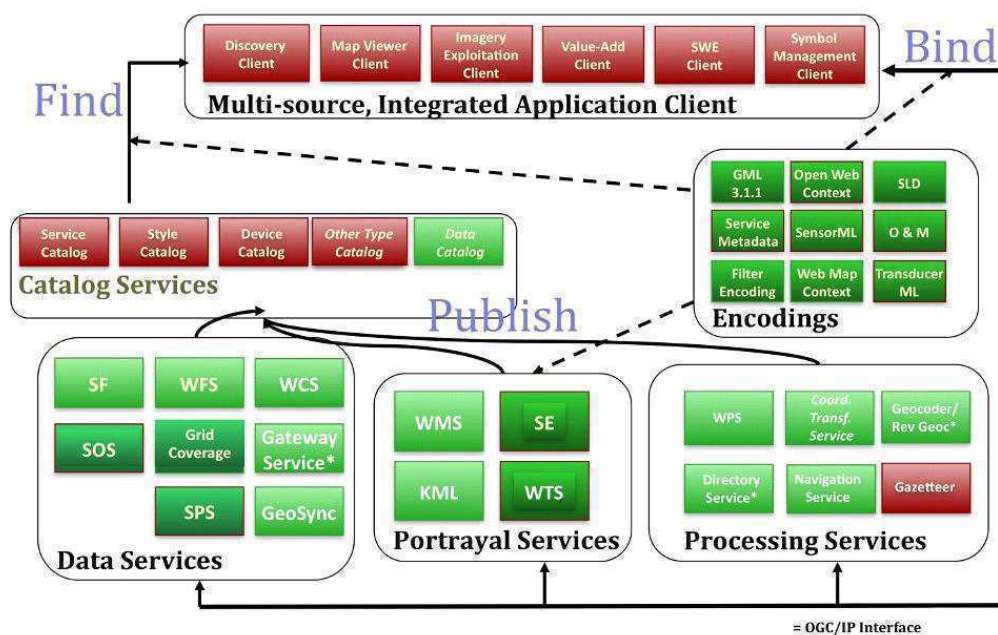 Discovery
Client
Map Viewer
Client
Imagery
Exploitation
Client
Value-Add
Client
SWE
Client
Symbol
Management
Client
Multi-source, Integrated Application Client
Bind
Find
GML
3.1.1
Open Web
Context
SLD
Service
Metadata
SensorML
O & M
Filter
Encoding
Web Map
Context
Transducer
ML
Encodings
Service
Catalog
Style
Catalog
Device
Catalog
Other Type
Catalog
Data
Catalog
Catalog Services
Publish
SF
WFS
WCS
SOS
Grid
Coverage
Gateway
Service*
SPS
GeoSync
Data Services
WMS
SE
KML
WTS
Portrayal Services
WPS
Coord.
Transf.
Service
Geocoder/
Rev Geoc*
Directory
Service*
Navigation
Service
Gazetteer
Processing Services
= OGC/IP Interface